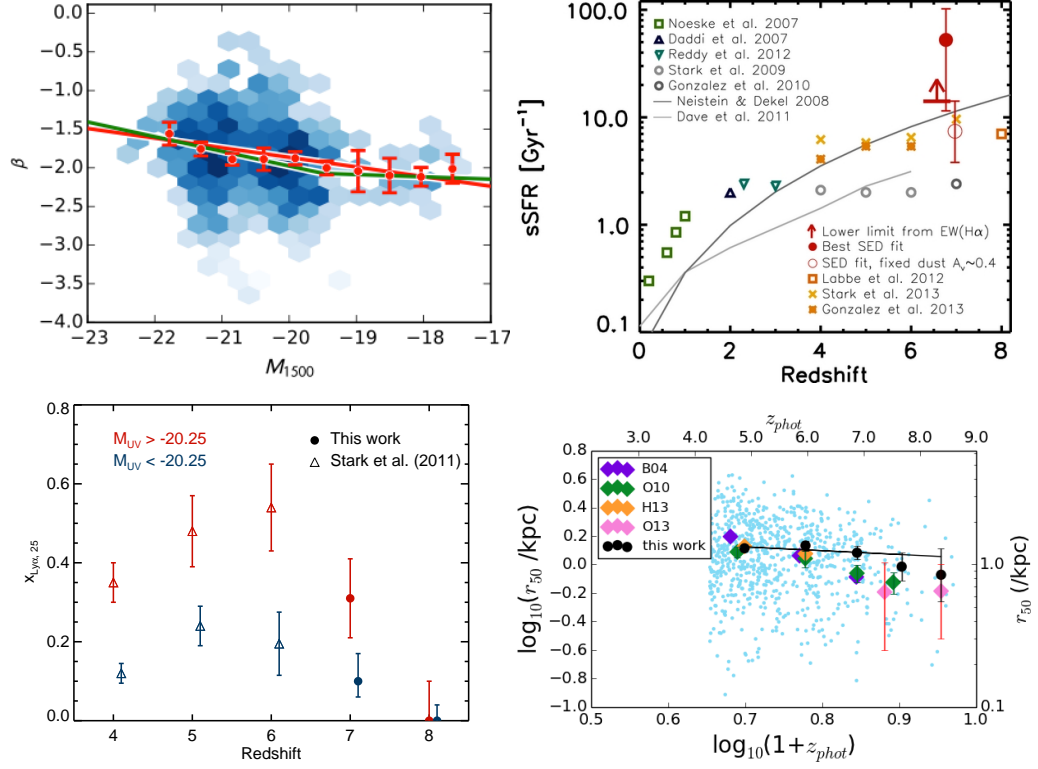 −0.5
−1.0
−1.5
−2.0
−2.5
−3.0
−3.5
−4.0
β
−23
−22
−21
−20
−19
−18
−17
M1500
100.0
10.0
1.0
0.1
sSFR [Gyr−1]
Noeske et al. 2007
Daddi et al. 2007
Reddy et al. 2012
Stark et al. 2009
Gonzalez et al. 2010
Neistein & Dekel 2008
Dave et al. 2011
Lower limit from EW(Hα)
Best SED fit
SED fit, fixed dust Av~0.4
Labbe et al. 2012
Stark et al. 2013
Gonzalez et al. 2013
0
2
4
6
8
Redshift
0.8
0.6
0.4
0.2
0.0
xLyα, 25
MUV > -20.25
MUV < -20.25
This work
Stark et al. (2011)
4
5
6
7
8
Redshift
zphot
3.0
4.0
5.0
6.0
7.0
8.0
9.0
0.8
0.6
0.4
0.2
0.0
−0.2
−0.4
−0.6
−0.8
−1.0
log10(r50 /kpc)
B04
O10
H13
O13
this work
1.0
0.1
r50 (/kpc)
0.5
0.6
0.7
0.8
0.9
1.0
log10(1+zphot)